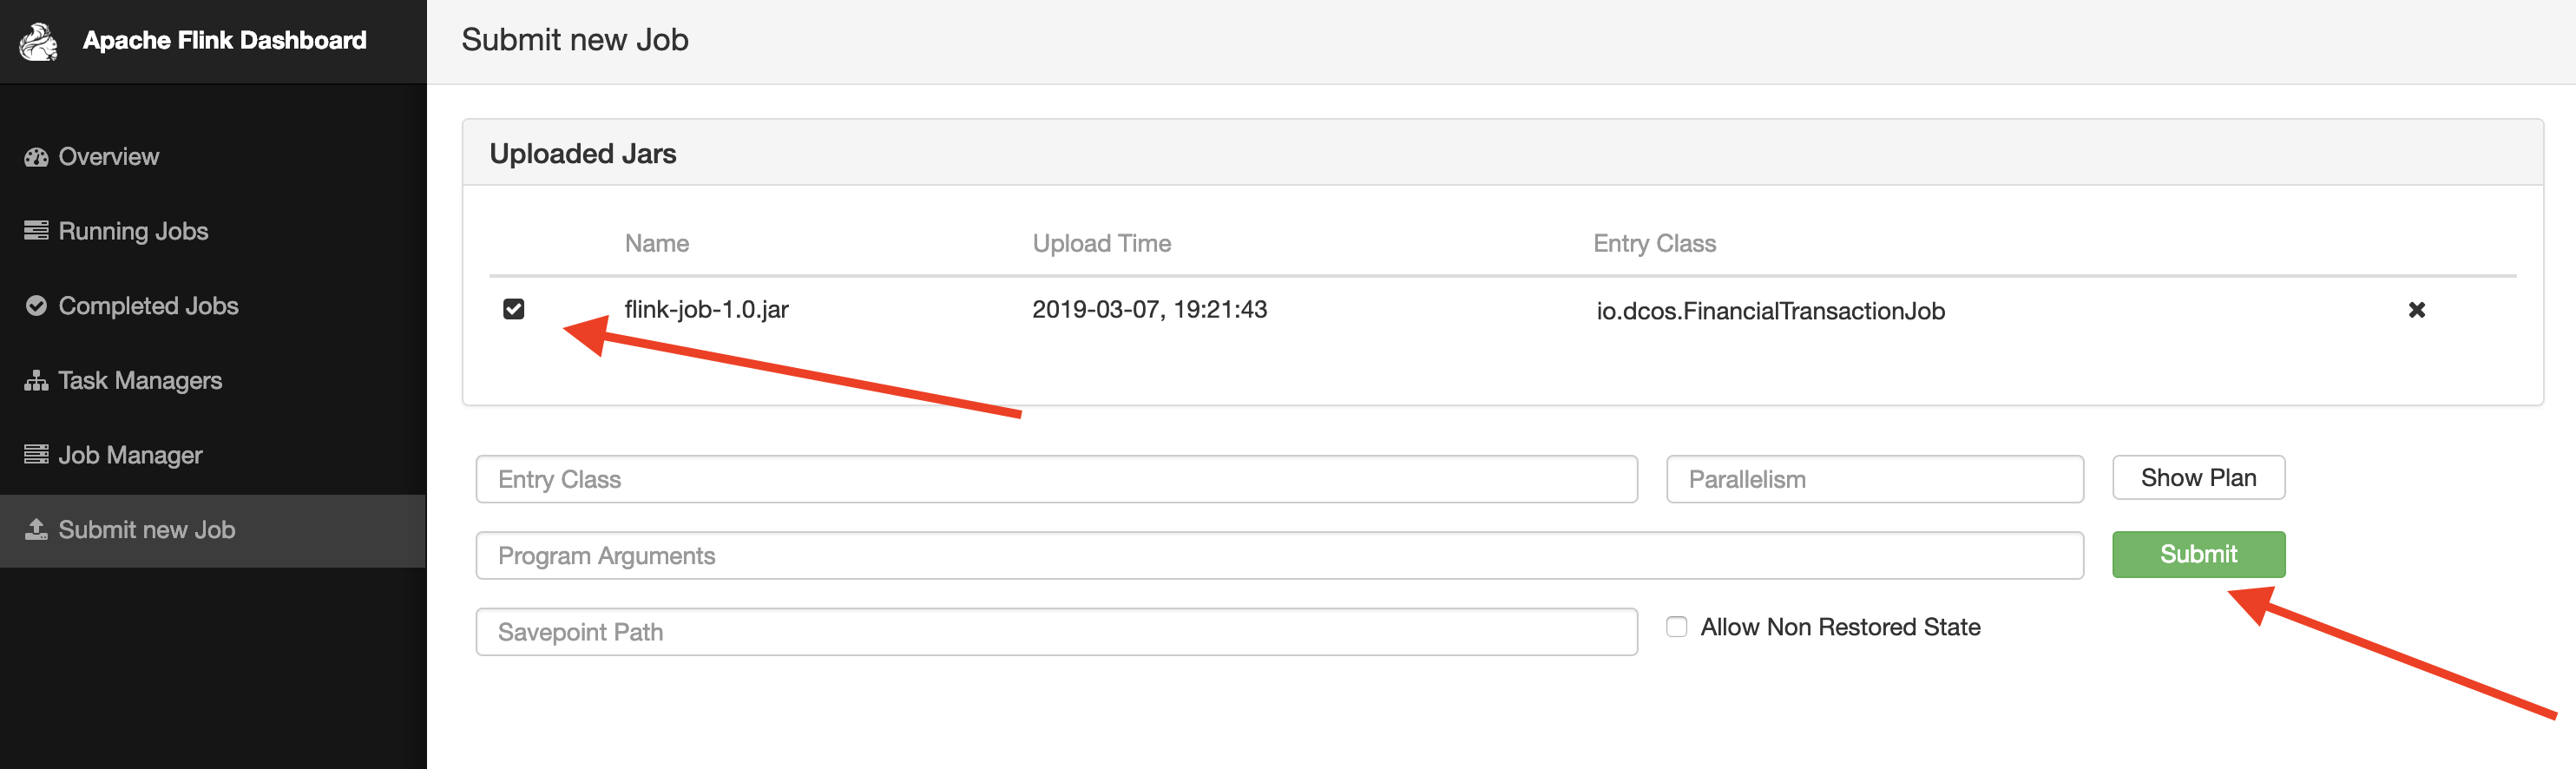 Apache Flink Dashboard
Submit new Job
Overview
Running Jobs
Completed Jobs
Task Managers
Job Manager
Submit new Job
Uploaded Jars
Name Upload Time Entry Class
flink-job-1.0.jar 2019-03-07, 19:21:43 io.dcos.FinancialTransactionJob
Entry Class Parallelism Show Plan
Program Arguments Submit
Savepoint Path Allow Non Restored State